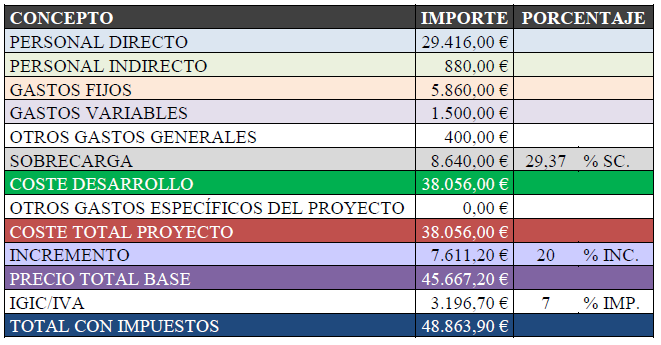 CONCEPTO IMPORTE PORCENTAJE
PERSONAL DIRECTO 29.416,00 €
PERSONAL INDIRECTO 880,00 €
GASTOS FIJOS 5.860,00 €
GASTOS VARIABLES 1.500,00 €
OTROS GASTOS GENERALES 400,00 €
SOBRECARGA 8.640,00 € 29,37 % SC.
COSTE DESARROLLO 38.056,00 €
OTROS GASTOS ESPECÍFICOS DEL PROYECTO 0,00 €
COSTE TOTAL PROYECTO 38.056,00 €
INCREMENTO 7.611,20 € 20 % INC.
PRECIO TOTAL BASE 45.667,20 €
IGIC/IVA 3.196,70 € 7 % IMP.
TOTAL CON IMPUESTOS 48.863,90 €